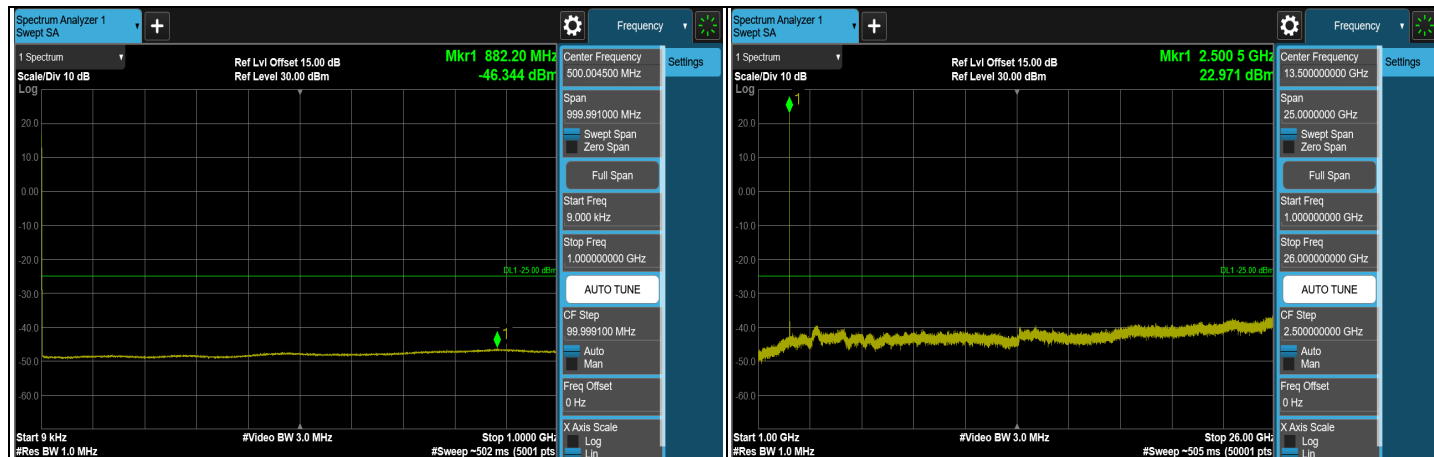 Spectrum Analyzer 1
Swept SA
+
Frequency
1 Spectrum
Scale/Div 10 dB
Log
Ref Lvl Offset 15.00 dB
Ref Level 30.00 dBm
Mkr1 882.20 MHz
-46.344 dBm
20.0
10.0
0.00
-10.0
-20.0
-30.0
-40.0
-50.0
-60.0
DL1 -25.00 dBm
1
Start 9 kHz
#Res BW 1.0 MHz
#Video BW 3.0 MHz
Stop 1.0000 GHz
#Sweep ~502 ms (5001 pts
Center Frequency
500.004500 MHz
Span
999.991000 MHz
Swept Span
Zero Span
Full Span
Start Freq
9.000 kHz
Stop Freq
1.000000000 GHz
AUTO TUNE
CF Step
99.999100 MHz
Auto
Man
Freq Offset
0 Hz
X Axis Scale
Log
Lin
Settings
Spectrum Analyzer 1
Swept SA
+
Frequency
1 Spectrum
Scale/Div 10 dB
Log
Ref Lvl Offset 15.00 dB
Ref Level 30.00 dBm
Mkr1 2.500 5 GHz
22.971 dBm
1
20.0
10.0
0.00
-10.0
-20.0
-30.0
-40.0
-50.0
-60.0
DL1 -25.00 dBm
Start 1.00 GHz
#Res BW 1.0 MHz
#Video BW 3.0 MHz
Stop 26.00 GHz
#Sweep ~505 ms (50001 pts
Center Frequency
13.500000000 GHz
Span
25.0000000 GHz
Swept Span
Zero Span
Full Span
Start Freq
1.000000000 GHz
Stop Freq
26.000000000 GHz
AUTO TUNE
CF Step
2.500000000 GHz
Auto
Man
Freq Offset
0 Hz
X Axis Scale
Log
Lin
Settings